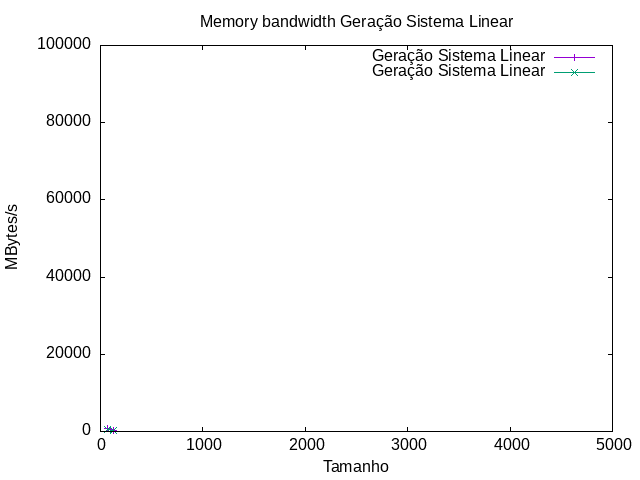 Memory bandwidth Geração Sistema Linear
100000
Geração Sistema Linear
Geração Sistema Linear
80000
60000
MBytes/s
40000
20000
0
0 1000 2000 3000 4000 5000
Tamanho